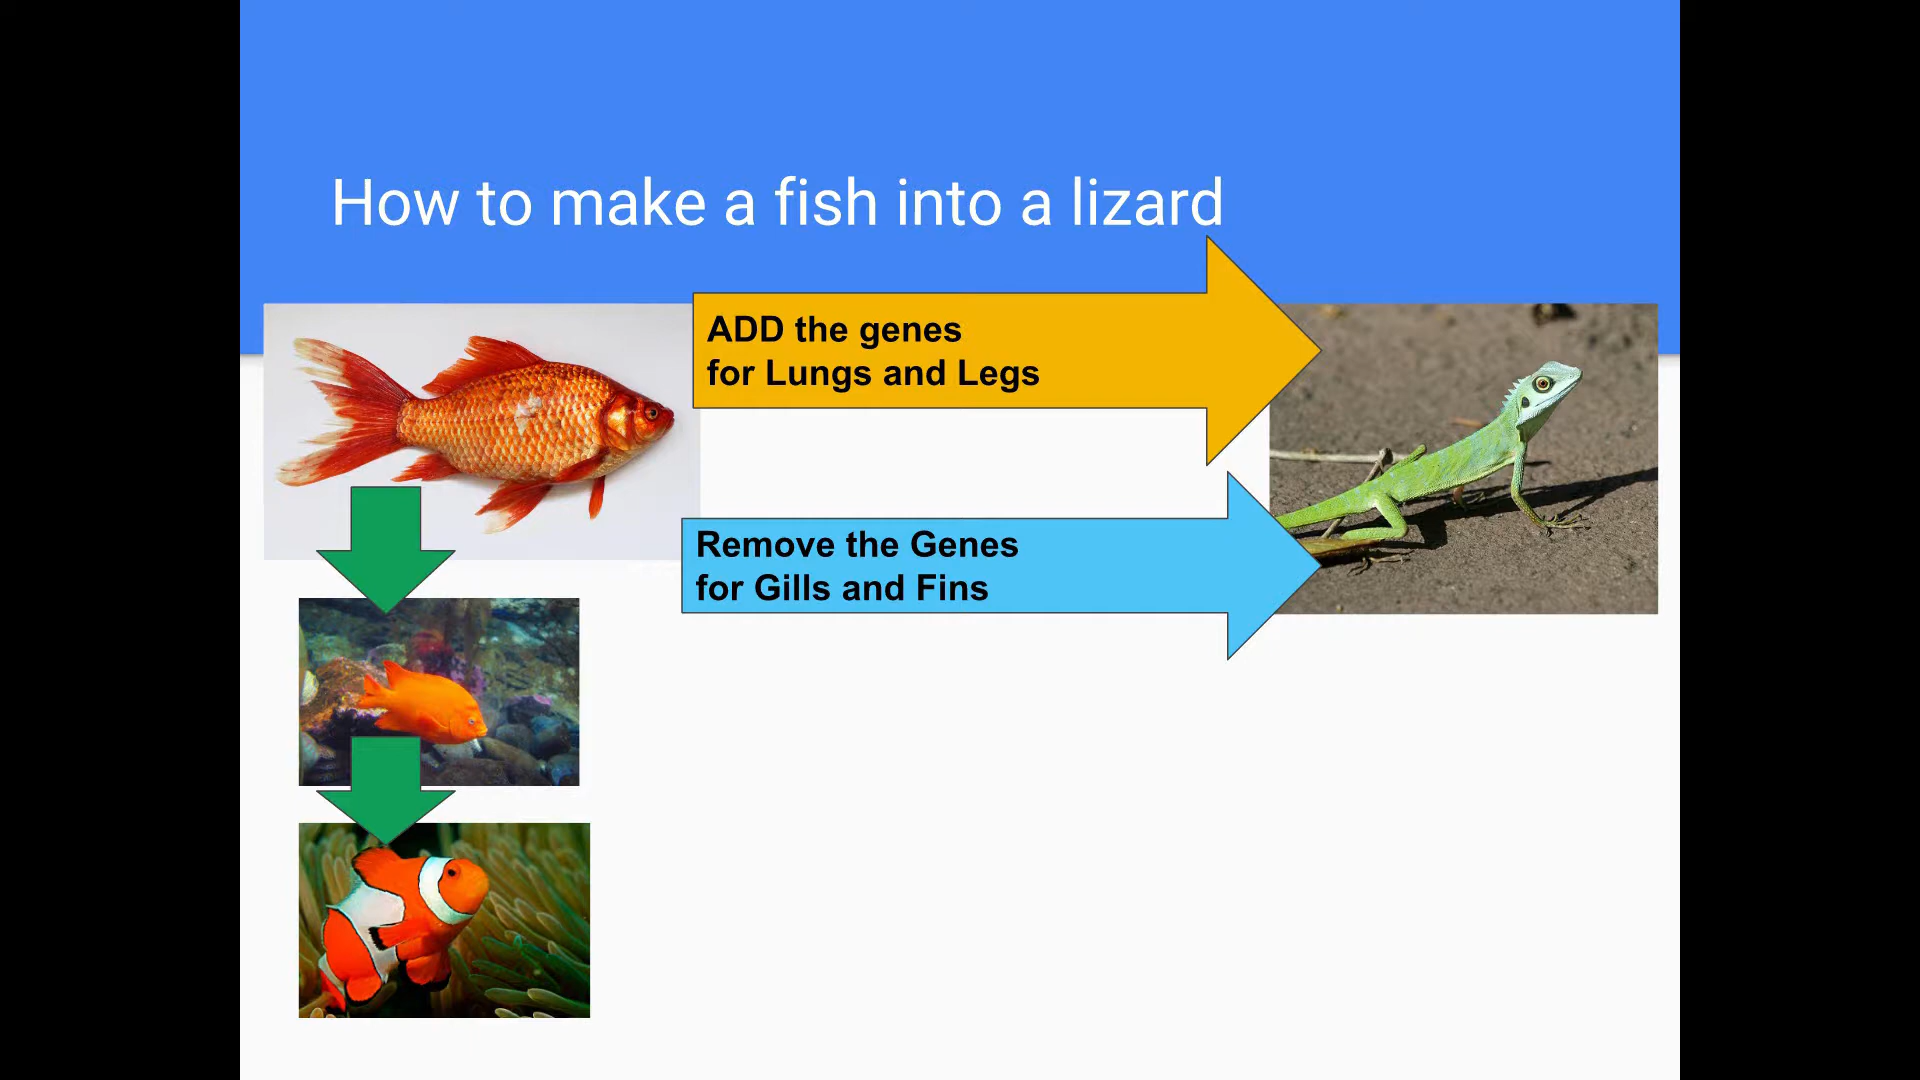 How to make a fish into a lizard
ADD the genes
for Lungs and Legs
Remove the Genes
for Gills and Fins